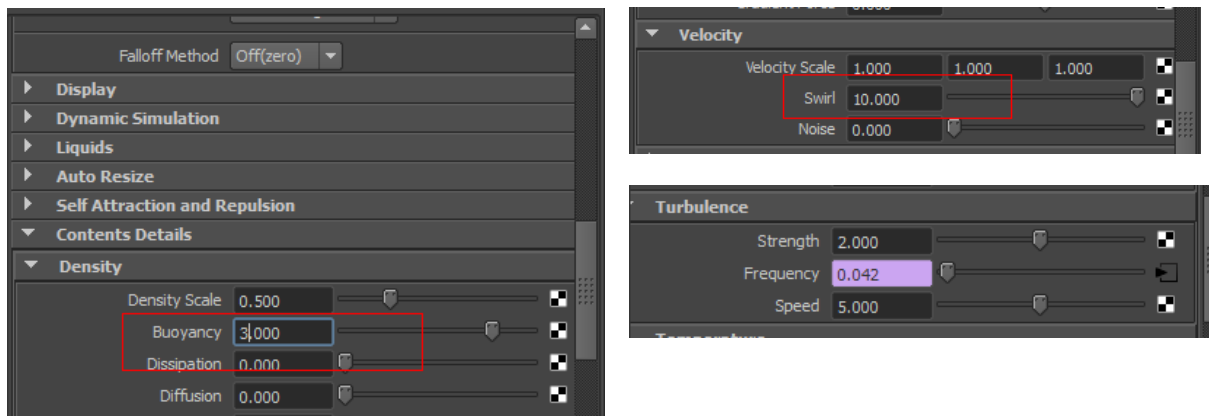 Falloff Method Off(zero)
Display
Dynamic Simulation
Liquids
Auto Resize
Self Attraction and Repulsion
Contents Details
Density
Density Scale 0.500
Buoyancy 3.000
Dissipation 0.000
Diffusion 0.000
Velocity
Velocity Scale 1.000 1.000 1.000
Swirl 10.000
Noise 0.000
Turbulence
Strength 2.000
Frequency 0.042
Speed 5.000